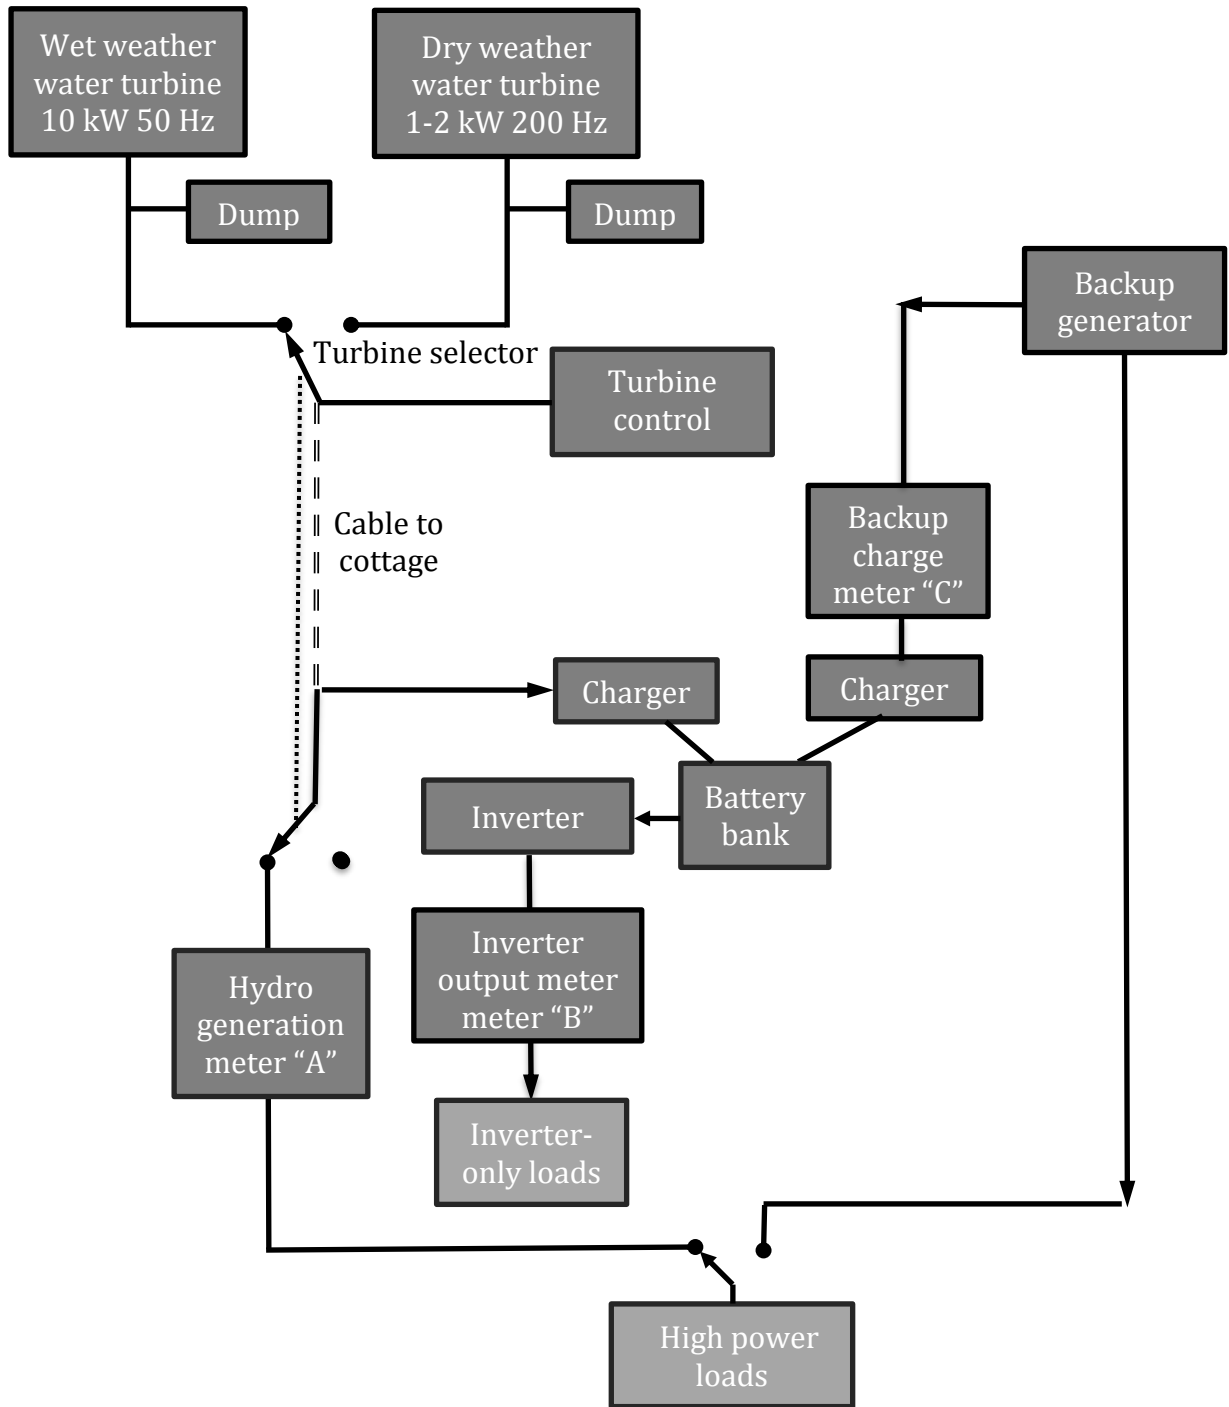 Wet weather
water turbine
10 kW 50 Hz
Dry weather
water turbine
1-2 kW 200 Hz
Dump
Dump
Backup
generator
Turbine selector
Turbine
control
Cable to
cottage
Backup
charge
meter “C”
Charger
Charger
Inverter
Battery
bank
Inverter
output meter
meter “B”
Hydro
generation
meter “A”
Inverter-
only loads
High power
loads